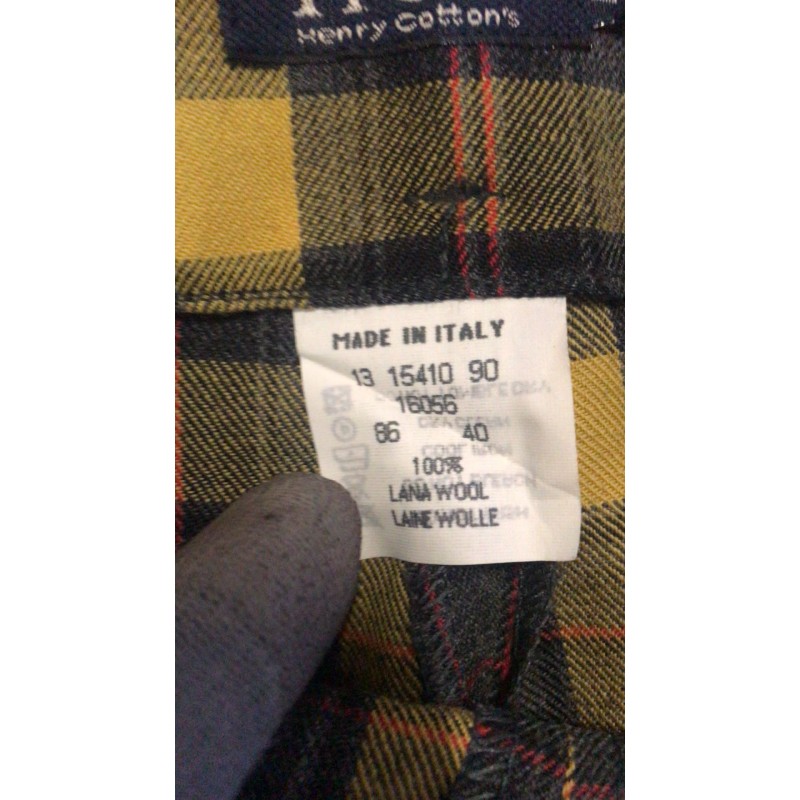 Henry Cotton's
MADE IN ITALY
13 15410 90
16056
86 40
100%
LANA WOOL
LAINE WOLLE